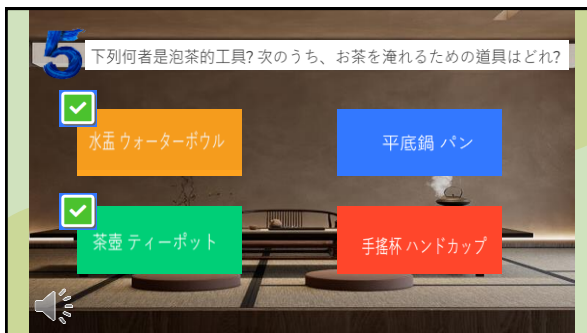 5
下列何者是泡茶的工具? 次のうち、お茶を淹れるための道具はどれ?
水盂 ウォーターボウル
平底鍋 パン
茶壺 ティーポット
手搖杯 ハンドカップ